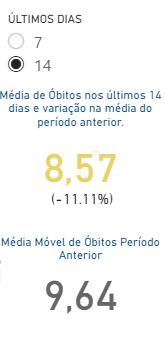 ÚLTIMOS DIAS
7
14
Média de Óbitos nos últimos 14
dias e variação na média do
período anterior.
8,57
(-11.11%)
Média Móvel de Óbitos Período
Anterior
9,64